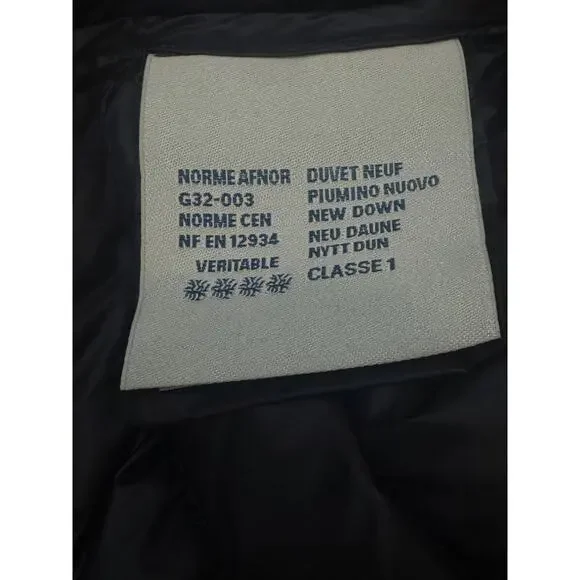 NORME AFNOR
G32-003
NORME CEN
NF EN 12934
VERITABLE
DUVET NEUF
PIUMINO NUOVO
NEW DOWN
NEU DAUNE
NYTT DUN
CLASSE 1